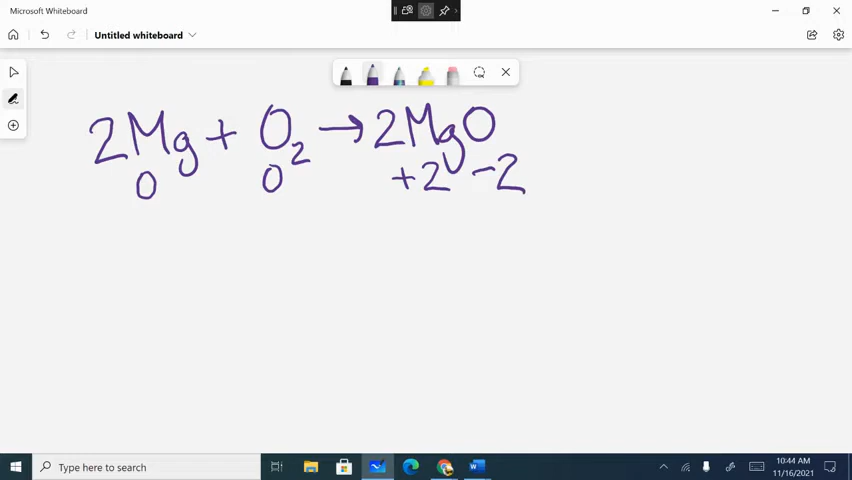 Microsoft Whiteboard
Untitled whiteboard
2Mg + O₂ → 2MgO
0 0 +2 -2
Type here to search
10:44 AM
11/16/2021